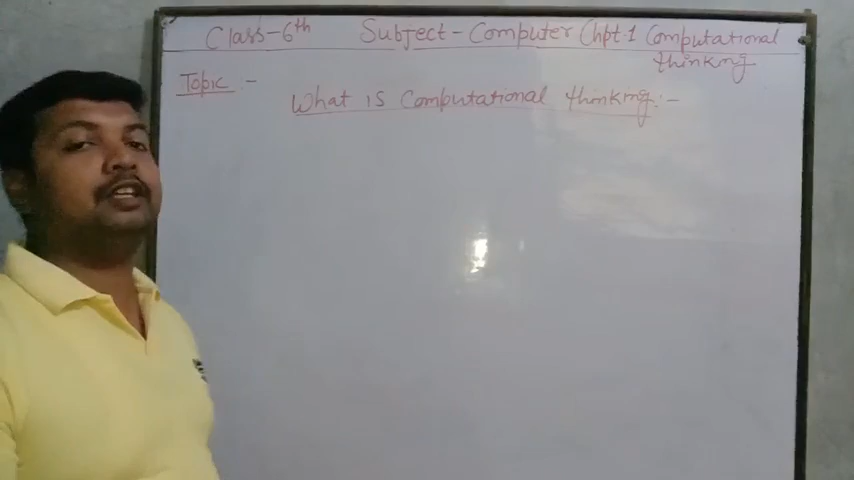 Class-6th Subject-Computer Chpt.1 Computational
thinking
Topic:-
What is Computational thinking:-